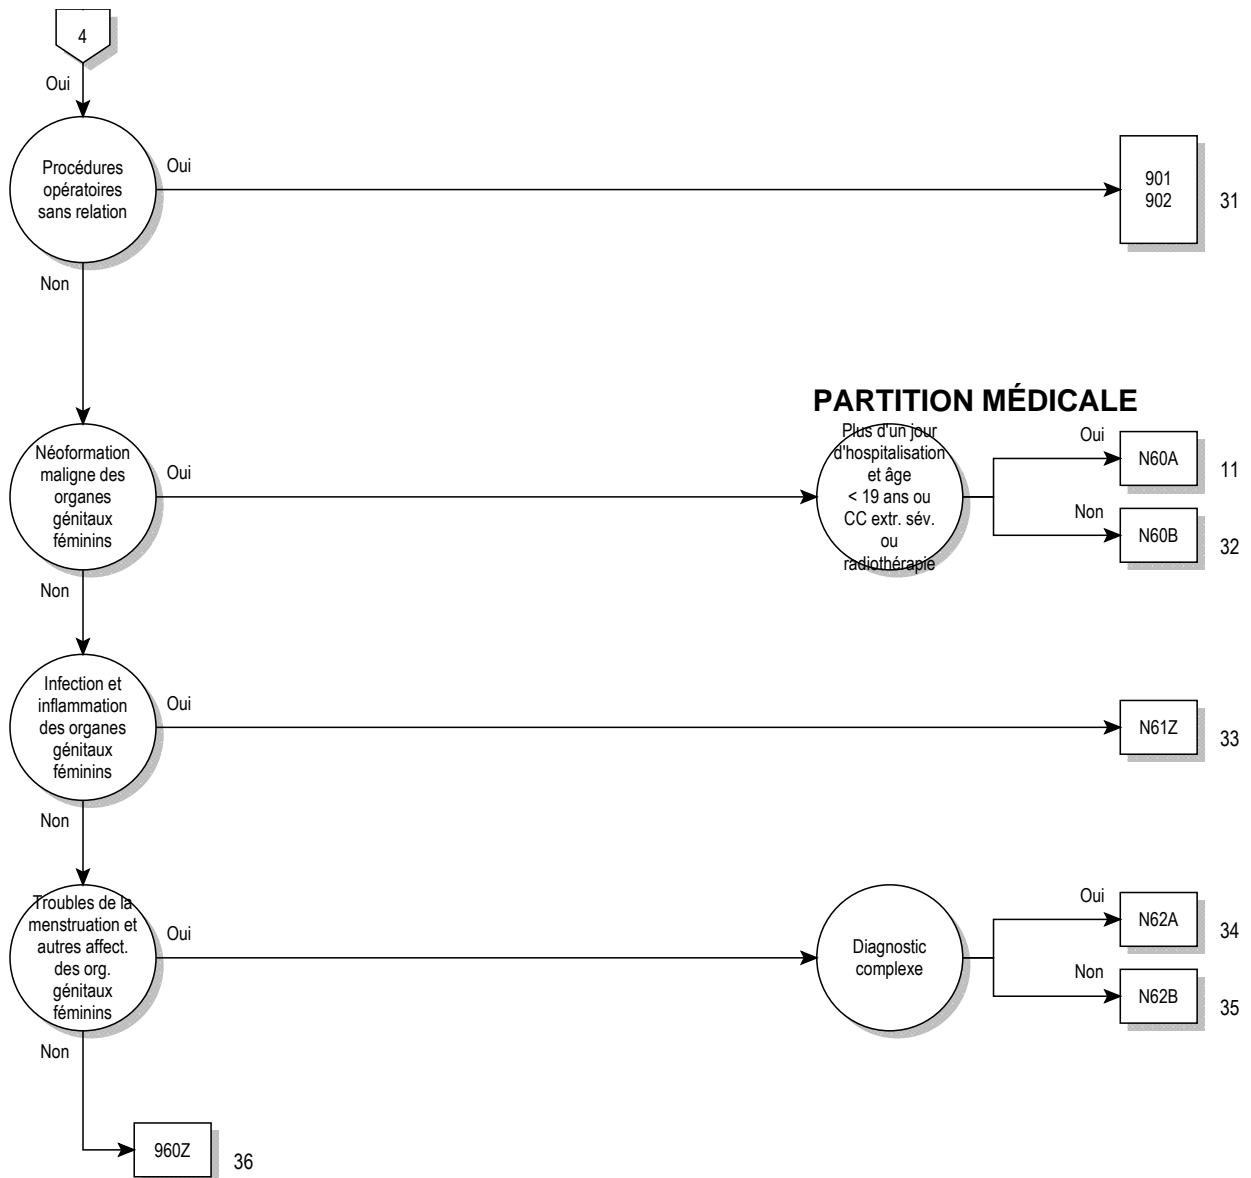 4
Oui
Procédures
opératoires
sans relation
Oui
901
902
31
Non
PARTITION MÉDICALE
Néoformation
maligne des
organes
génitaux
féminins
Oui
Plus d'un jour
d'hospitalisation
et âge
< 19 ans ou
CC extr. sév.
ou
radiothérapie
Oui
N60A
11
Non
N60B
32
Non
Infection et
inflammation
des organes
génitaux
féminins
Oui
N61Z
33
Non
Troubles de la
menstruation et
autres affect.
des org.
génitaux
féminins
Oui
Diagnostic
complexe
Oui
N62A
34
Non
N62B
35
Non
960Z
36